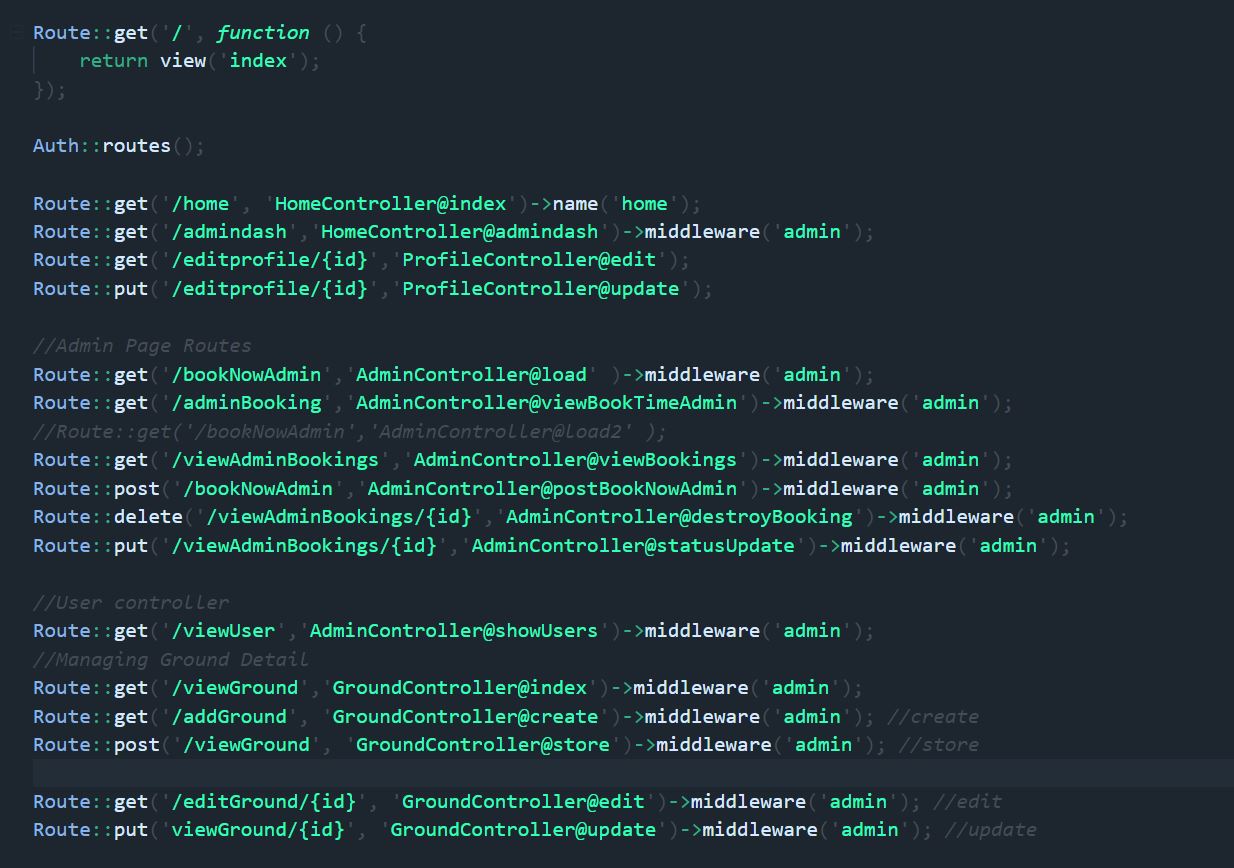 Route::get('/', function () {
    return view('index');
});

Auth::routes();

Route::get('/home', 'HomeController@index')->name('home');
Route::get('/admindash','HomeController@admindash')->middleware('admin');
Route::get('/editprofile/{id}','ProfileController@edit');
Route::put('/editprofile/{id}','ProfileController@update');

//Admin Page Routes
Route::get('/bookNowAdmin','AdminController@load' )->middleware('admin');
Route::get('/adminBooking','AdminController@viewBookTimeAdmin')->middleware('admin');
//Route::get('/bookNowAdmin','AdminController@load2' );
Route::get('/viewAdminBookings','AdminController@viewBookings')->middleware('admin');
Route::post('/bookNowAdmin','AdminController@postBookNowAdmin')->middleware('admin');
Route::delete('/viewAdminBookings/{id}','AdminController@destroyBooking')->middleware('admin');
Route::put('/viewAdminBookings/{id}','AdminController@statusUpdate')->middleware('admin');

//User controller
Route::get('/viewUser','AdminController@showUsers')->middleware('admin');
//Managing Ground Detail
Route::get('/viewGround','GroundController@index')->middleware('admin');
Route::get('/addGround', 'GroundController@create')->middleware('admin'); //create
Route::post('/viewGround', 'GroundController@store')->middleware('admin'); //store

Route::get('/editGround/{id}', 'GroundController@edit')->middleware('admin'); //edit
Route::put('viewGround/{id}', 'GroundController@update')->middleware('admin'); //update